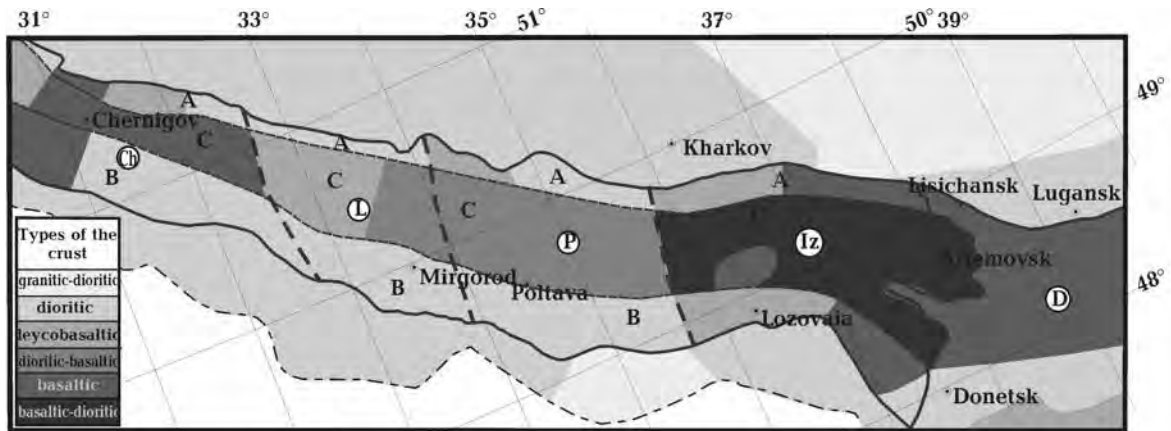 31° 33° 35° 51° 37° 50° 39°
49°
A
Chernigov
C
A
Kharkov
Ch
B
C
A
A
Lisichansk
Lugansk
L
C
P
Iz
Types of the
crust
granitic-dioritic
dioritic
leycobasaltic
diorilic-basaltic
basaltic
basaltic-dioritic
Mirgorod
B
Poltava
B
Artemovsk
D
48°
Lozovaia
Donetsk